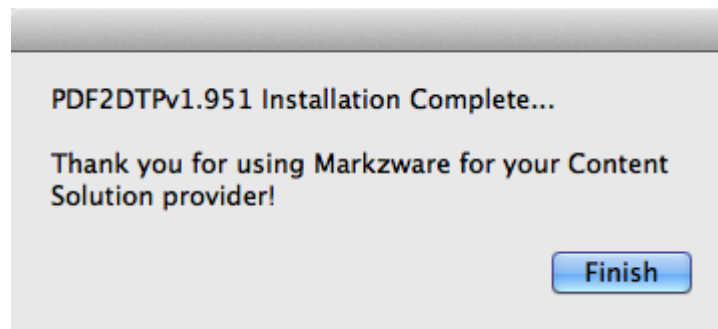 PDF2DTPv1.951 Installation Complete...
Thank you for using Markzware for your Content
Solution provider!
Finish